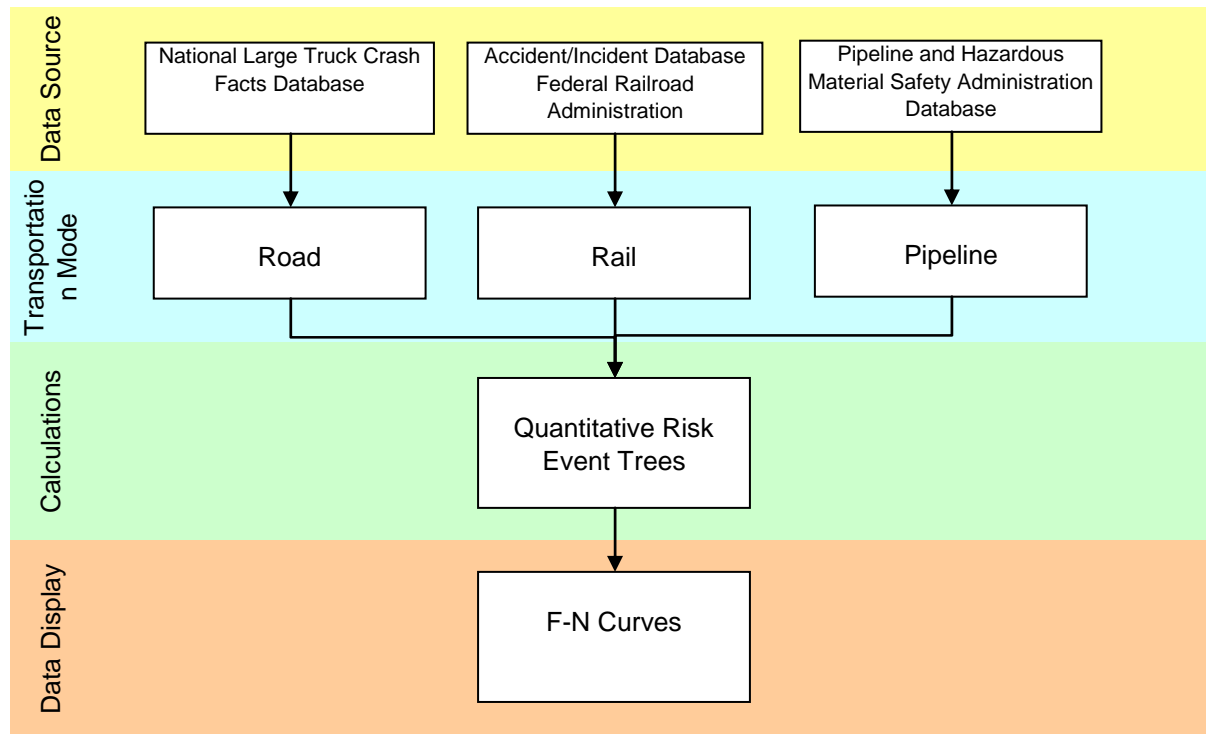 Data Source
National Large Truck Crash
Facts Database
Accident/Incident Database
Federal Railroad
Administration
Pipeline and Hazardous
Material Safety Administration
Database
Transportatio
n Mode
Road
Rail
Pipeline
Calculations
Quantitative Risk
Event Trees
Data Display
F-N Curves